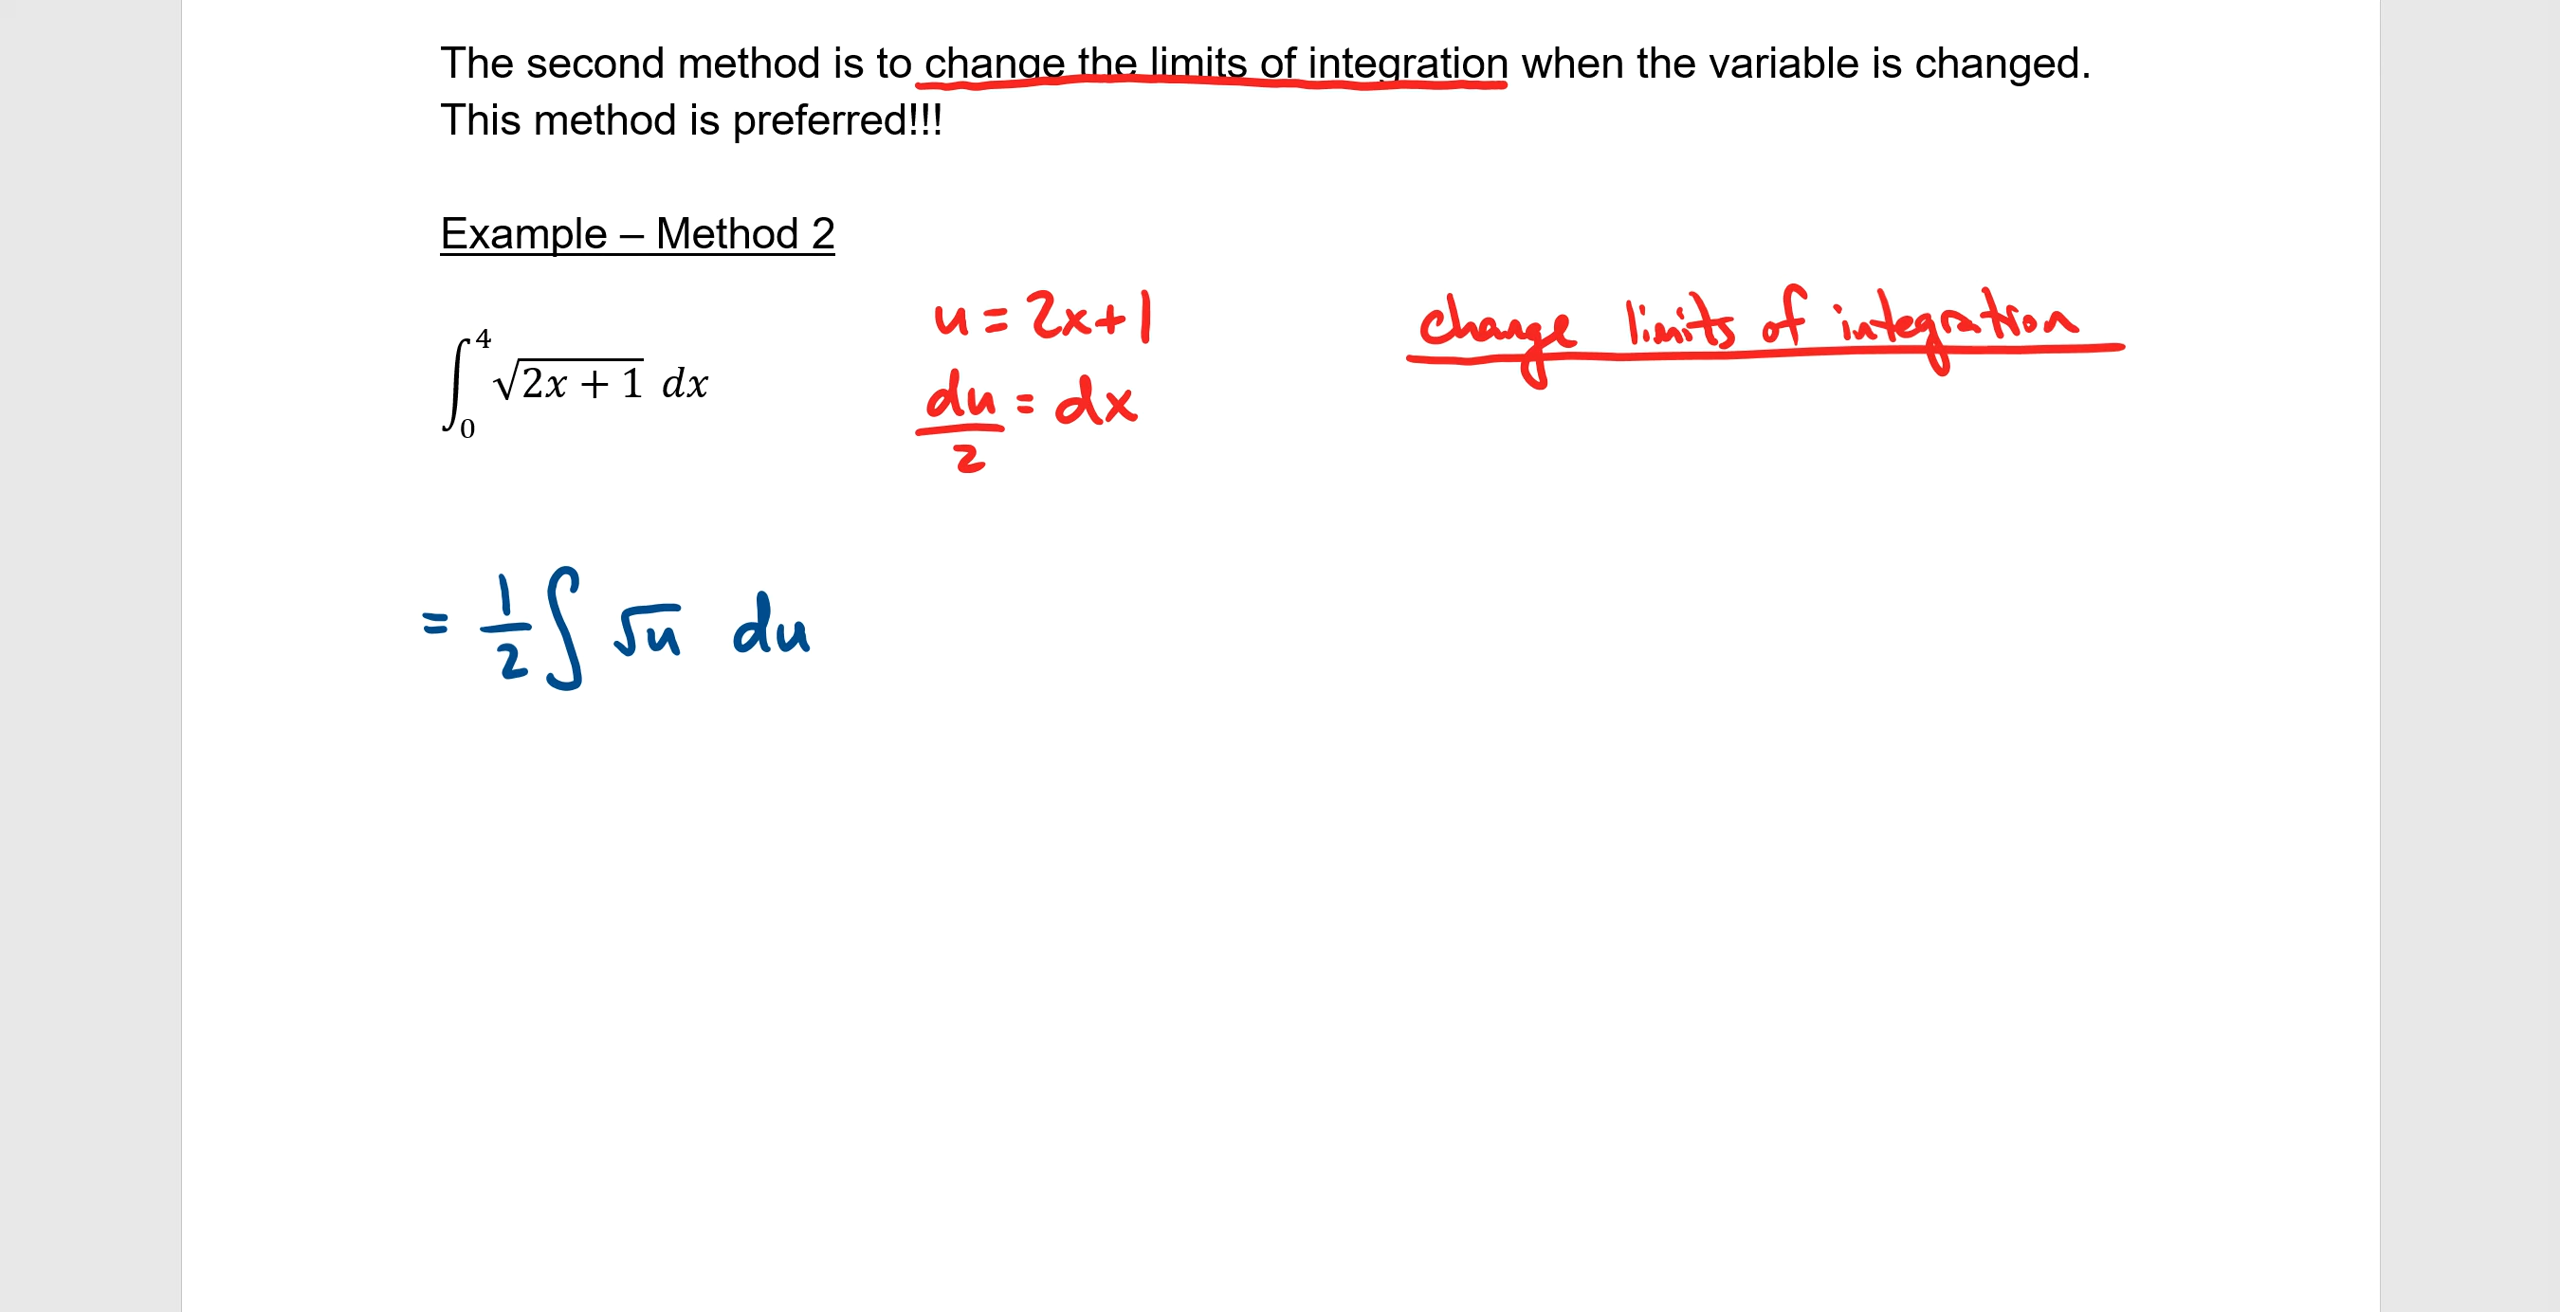 The second method is to change the limits of integration when the variable is changed.
This method is preferred!!!
Example – Method 2
∫₀⁴ √(2x + 1) dx
u = 2x+1
du/2 = dx
change limits of integration
= 1/2 ∫ √u du